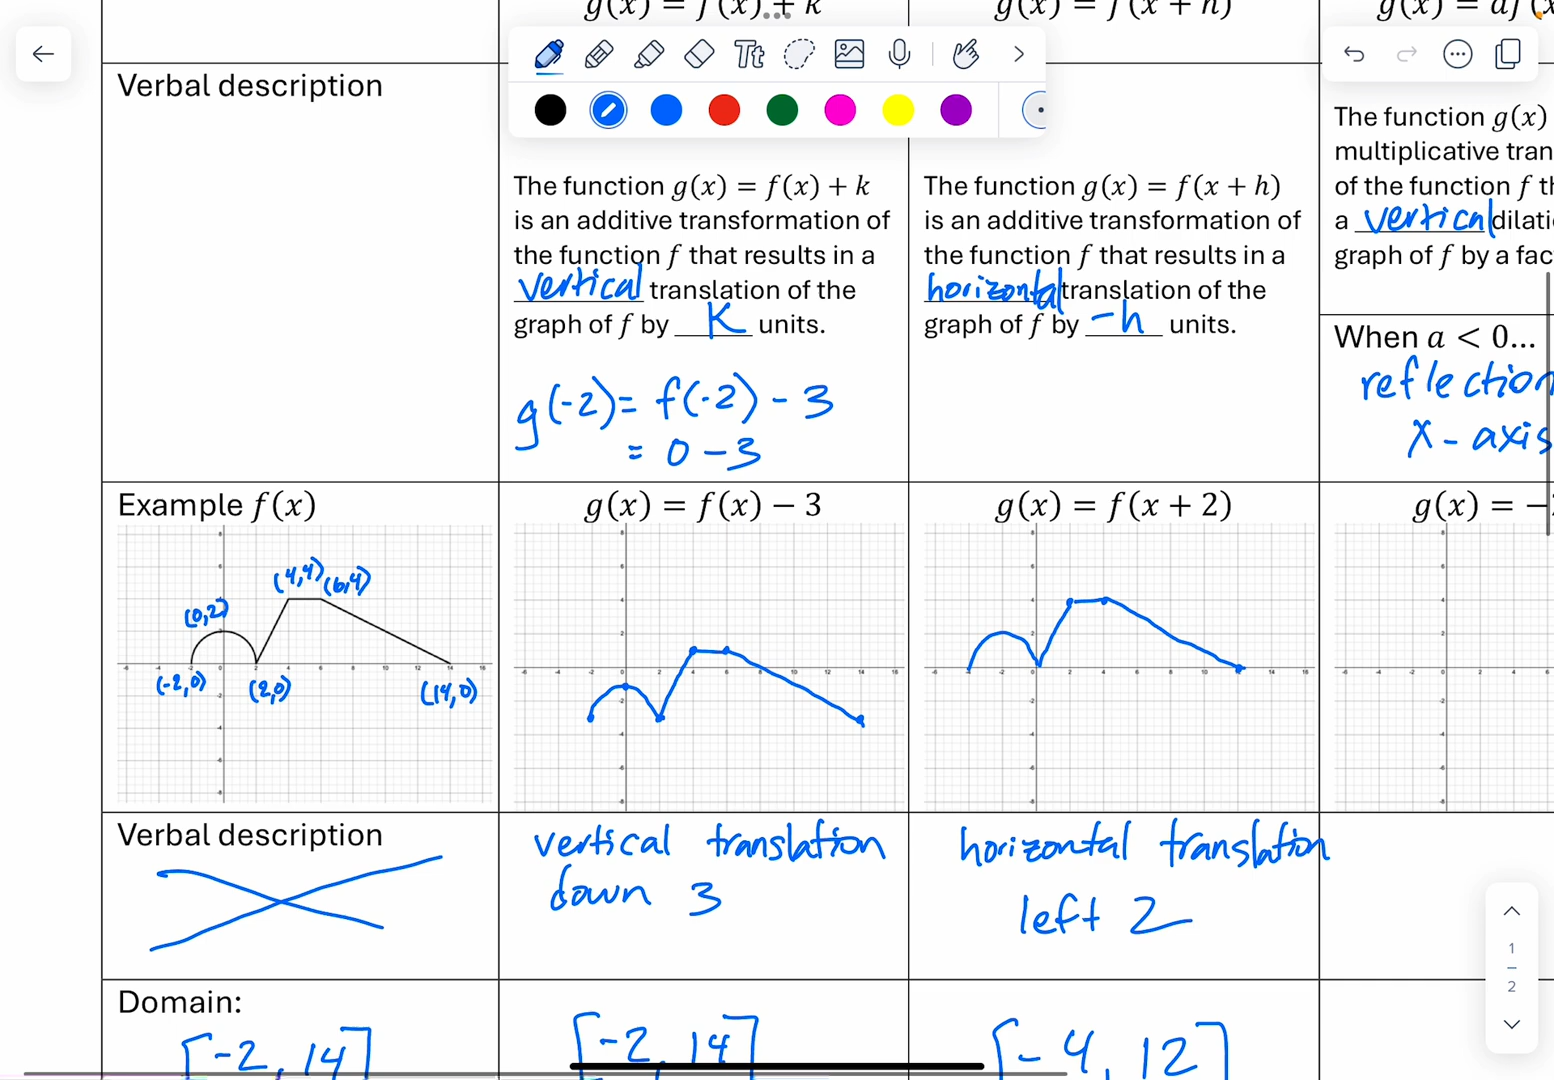 g(x) = f(x) + k
g(x) = f(x + h)
g(x) = af(x
Tt
Verbal description
The function g(x) = f(x) + k
is an additive transformation of
the function f that results in a
vertical translation of the
graph of f by K units.
g(-2) = f(-2) - 3
= 0 - 3
The function g(x) = f(x + h)
is an additive transformation of
the function f that results in a
horizontal translation of the
graph of f by -h units.
The function g(x)
multiplicative tran
of the function f th
a vertical dilati
graph of f by a fac
When a < 0...
reflection
x-axis
Example f(x)
(0,2)
(4,4) (6,4)
(-2,0)
(2,0)
(14,0)
g(x) = f(x) − 3
g(x) = f(x + 2)
g(x) = −
Verbal description
vertical translation
down 3
horizontal translation
left 2
1
2
Domain:
[-2, 14]
[-2, 14]
[-4, 12]